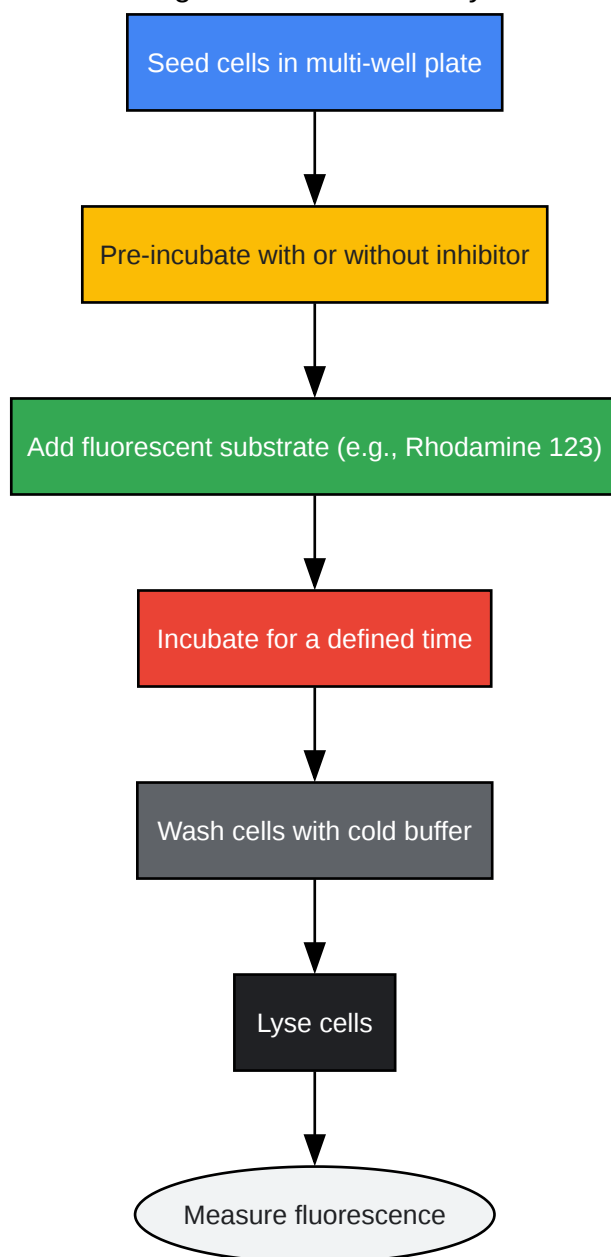 Seed cells in multi-well plate
Pre-incubate with or without inhibitor
Add fluorescent substrate (e.g., Rhodamine 123)
Incubate for a defined time
Wash cells with cold buffer
Lyse cells
Measure fluorescence